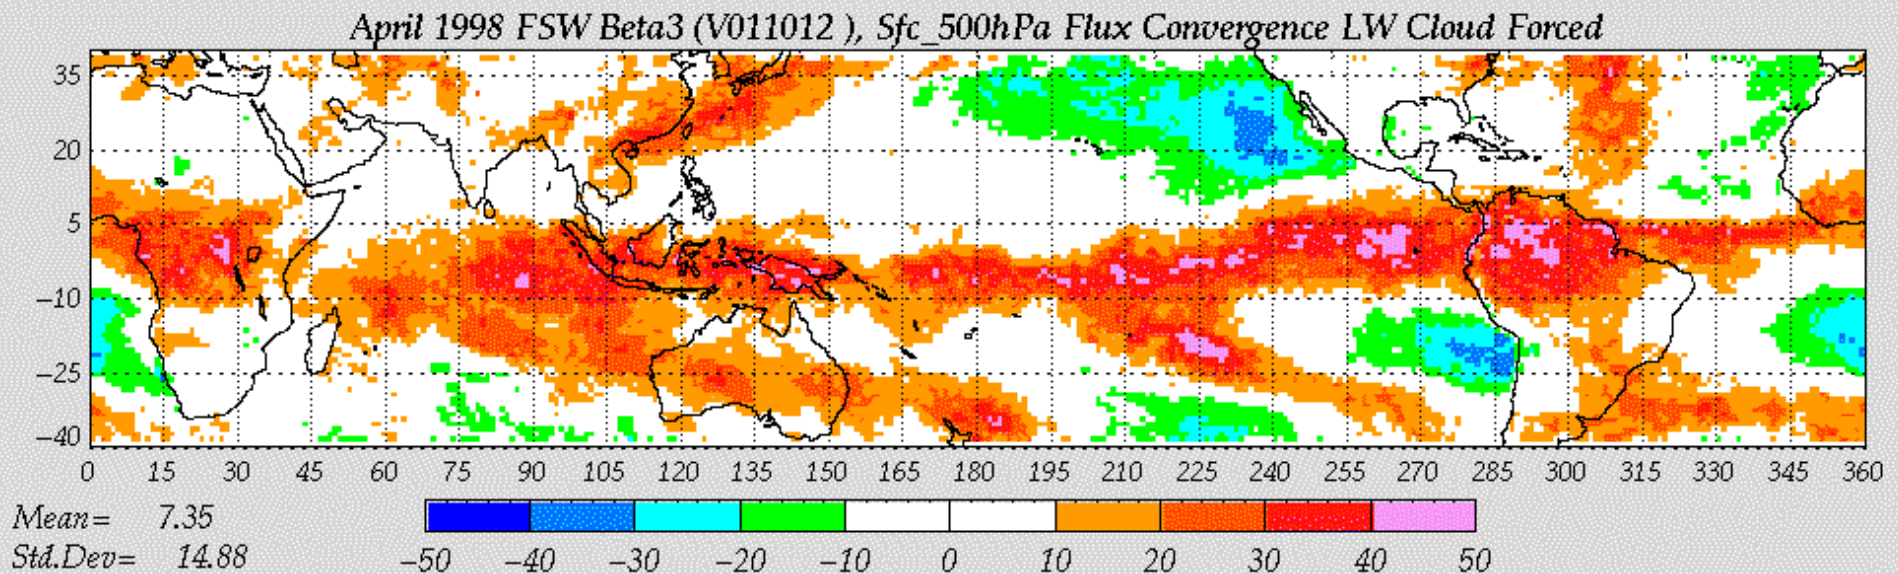 April 1998 FSW Beta3 (V011012 ), Sfc_500hPa Flux Convergence LW Cloud Forced
35
20
5
−10
−25
−40
0 15 30 45 60 75 90 105 120 135 150 165 180 195 210 225 240 255 270 285 300 315 330 345 360
Mean= 7.35
Std.Dev= 14.88
−50 −40 −30 −20 −10 0 10 20 30 40 50